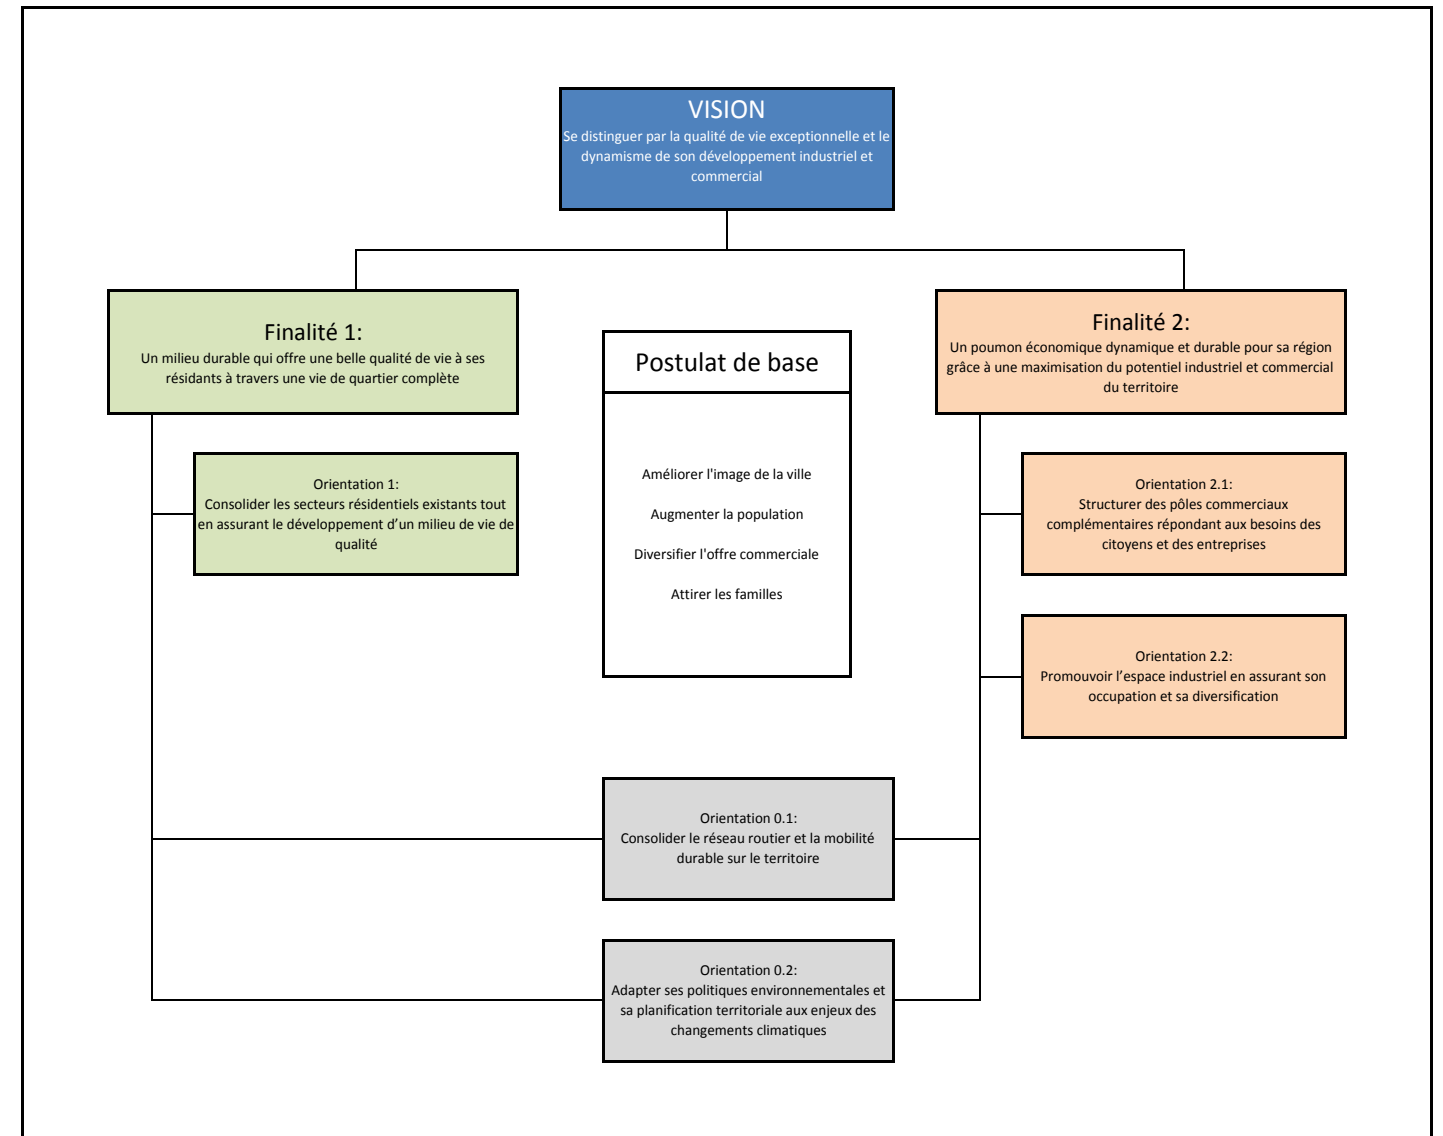 VISION
Se distinguer par la qualité de vie exceptionnelle et le
dynamisme de son développement industriel et
commercial
Finalité 1:
Un milieu durable qui offre une belle qualité de vie à ses
résidants à travers une vie de quartier complète
Orientation 1:
Consolider les secteurs résidentiels existants tout
en assurant le développement d’un milieu de vie de
qualité
Postulat de base
Améliorer l'image de la ville
Augmenter la population
Diversifier l'offre commerciale
Attirer les familles
Finalité 2:
Un poumon économique dynamique et durable pour sa région
grâce à une maximisation du potentiel industriel et commercial
du territoire
Orientation 2.1:
Structurer des pôles commerciaux
complémentaires répondant aux besoins des
citoyens et des entreprises
Orientation 2.2:
Promouvoir l’espace industriel en assurant son
occupation et sa diversification
Orientation 0.1:
Consolider le réseau routier et la mobilité
durable sur le territoire
Orientation 0.2:
Adapter ses politiques environnementales et
sa planification territoriale aux enjeux des
changements climatiques